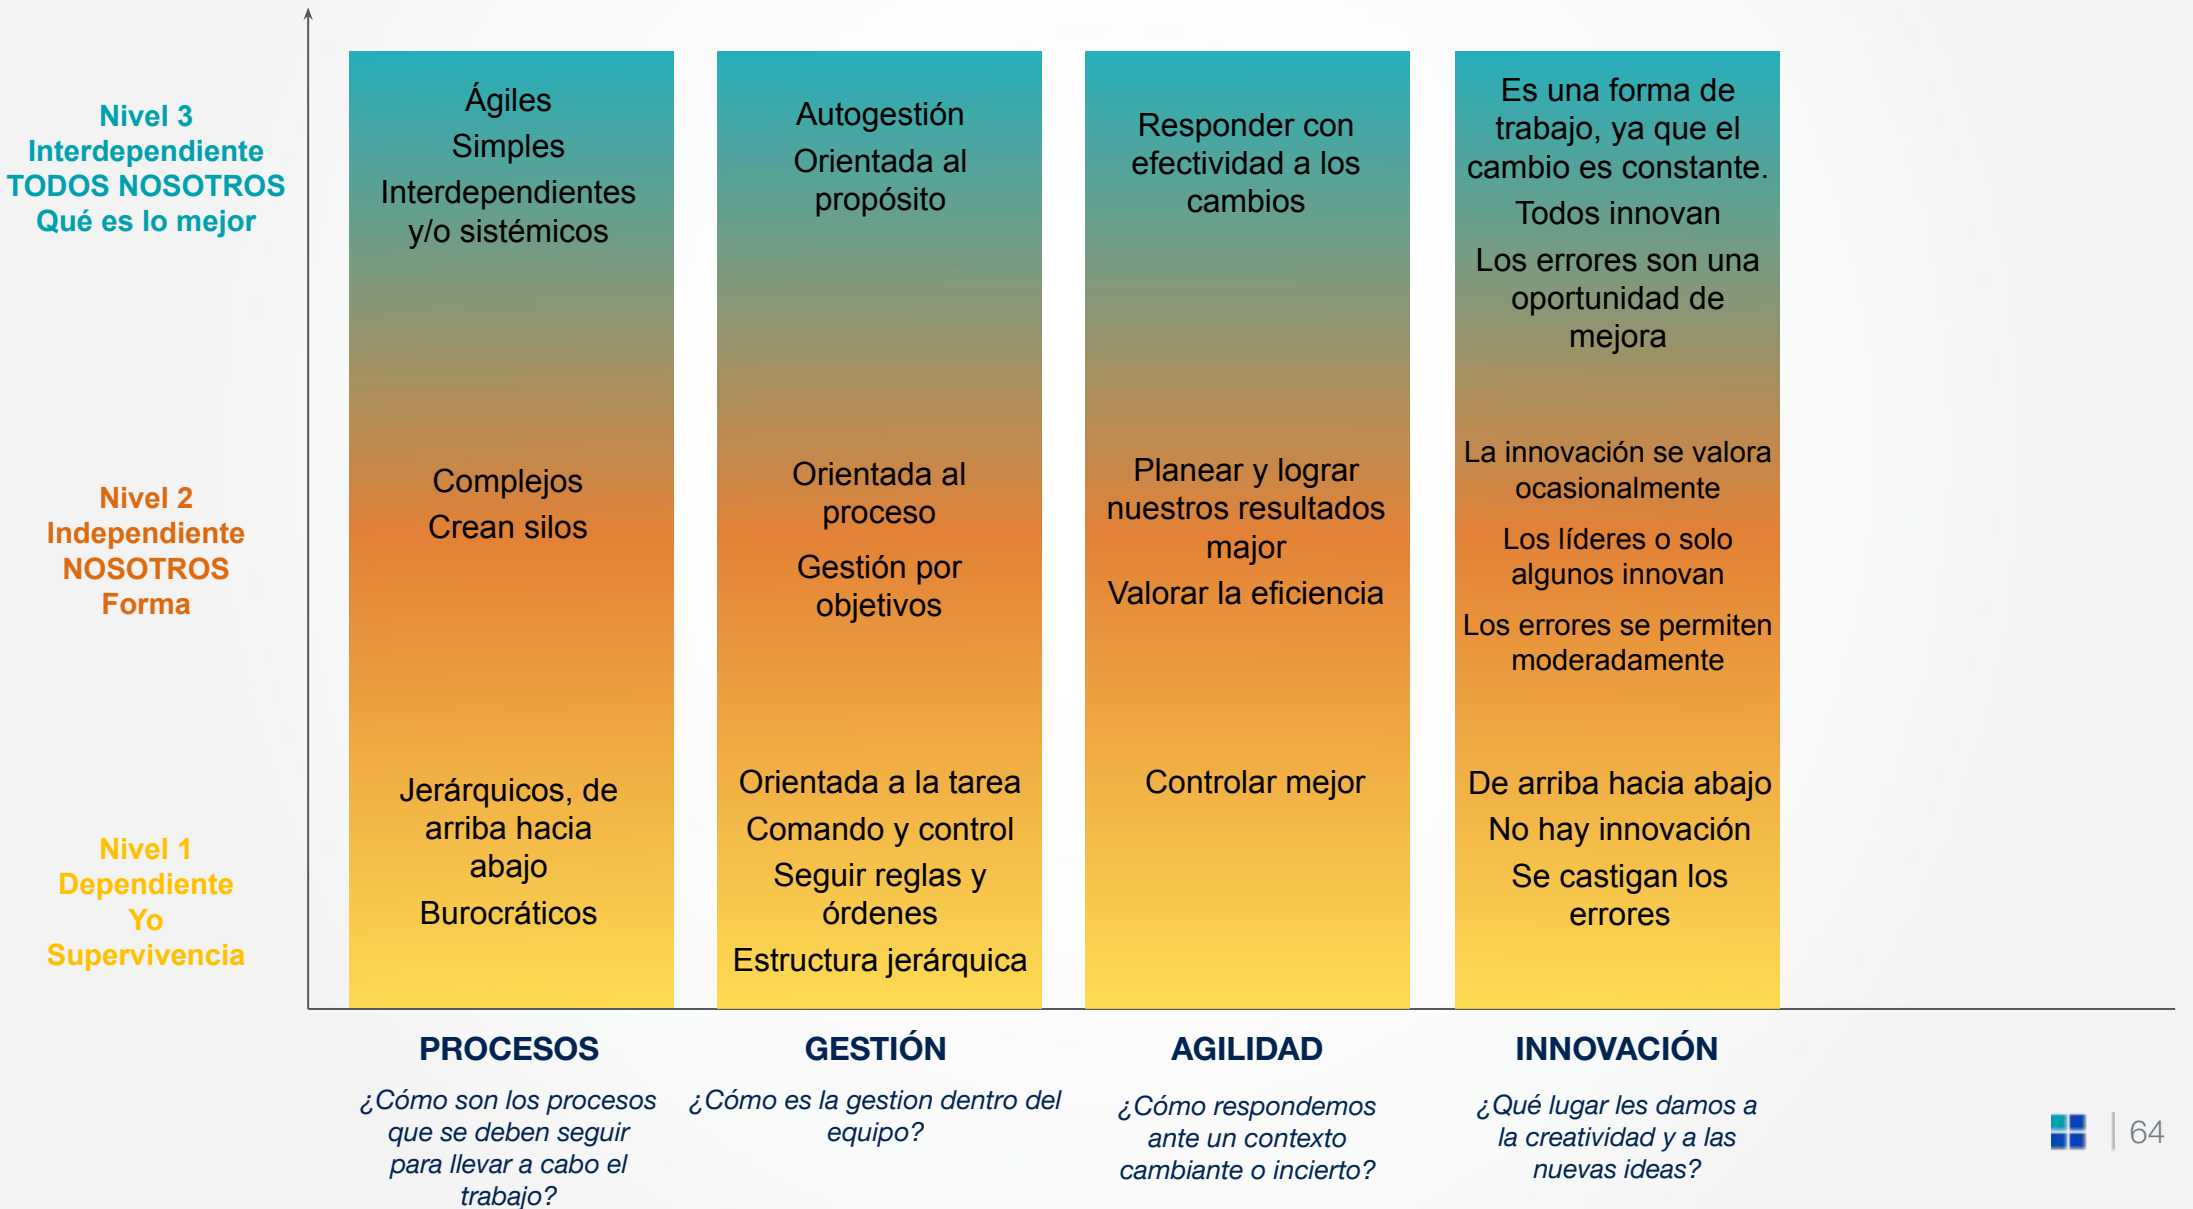 Nivel 3
Interdependiente
TODOS NOSOTROS
Qué es lo mejor
Ágiles
Simples
Interdependientes
y/o sistémicos
Autogestión
Orientada al
propósito
Responder con
efectividad a los
cambios
Es una forma de
trabajo, ya que el
cambio es constante.
Todos innovan
Los errores son una
oportunidad de
mejora
Nivel 2
Independiente
NOSOTROS
Forma
Complejos
Crean silos
Orientada al
proceso
Gestión por
objetivos
Planear y lograr
nuestros resultados
major
Valorar la eficiencia
La innovación se valora
ocasionalmente
Los líderes o solo
algunos innovan
Los errores se permiten
moderadamente
Nivel 1
Dependiente
Yo
Supervivencia
Jerárquicos, de
arriba hacia
abajo
Burocráticos
Orientada a la tarea
Comando y control
Seguir reglas y
órdenes
Estructura jerárquica
Controlar mejor
De arriba hacia abajo
No hay innovación
Se castigan los
errores
PROCESOS
¿Cómo son los procesos
que se deben seguir
para llevar a cabo el
trabajo?
GESTIÓN
¿Cómo es la gestion dentro del
equipo?
AGILIDAD
¿Cómo respondemos
ante un contexto
cambiante o incierto?
INNOVACIÓN
¿Qué lugar les damos a
la creatividad y a las
nuevas ideas?
64